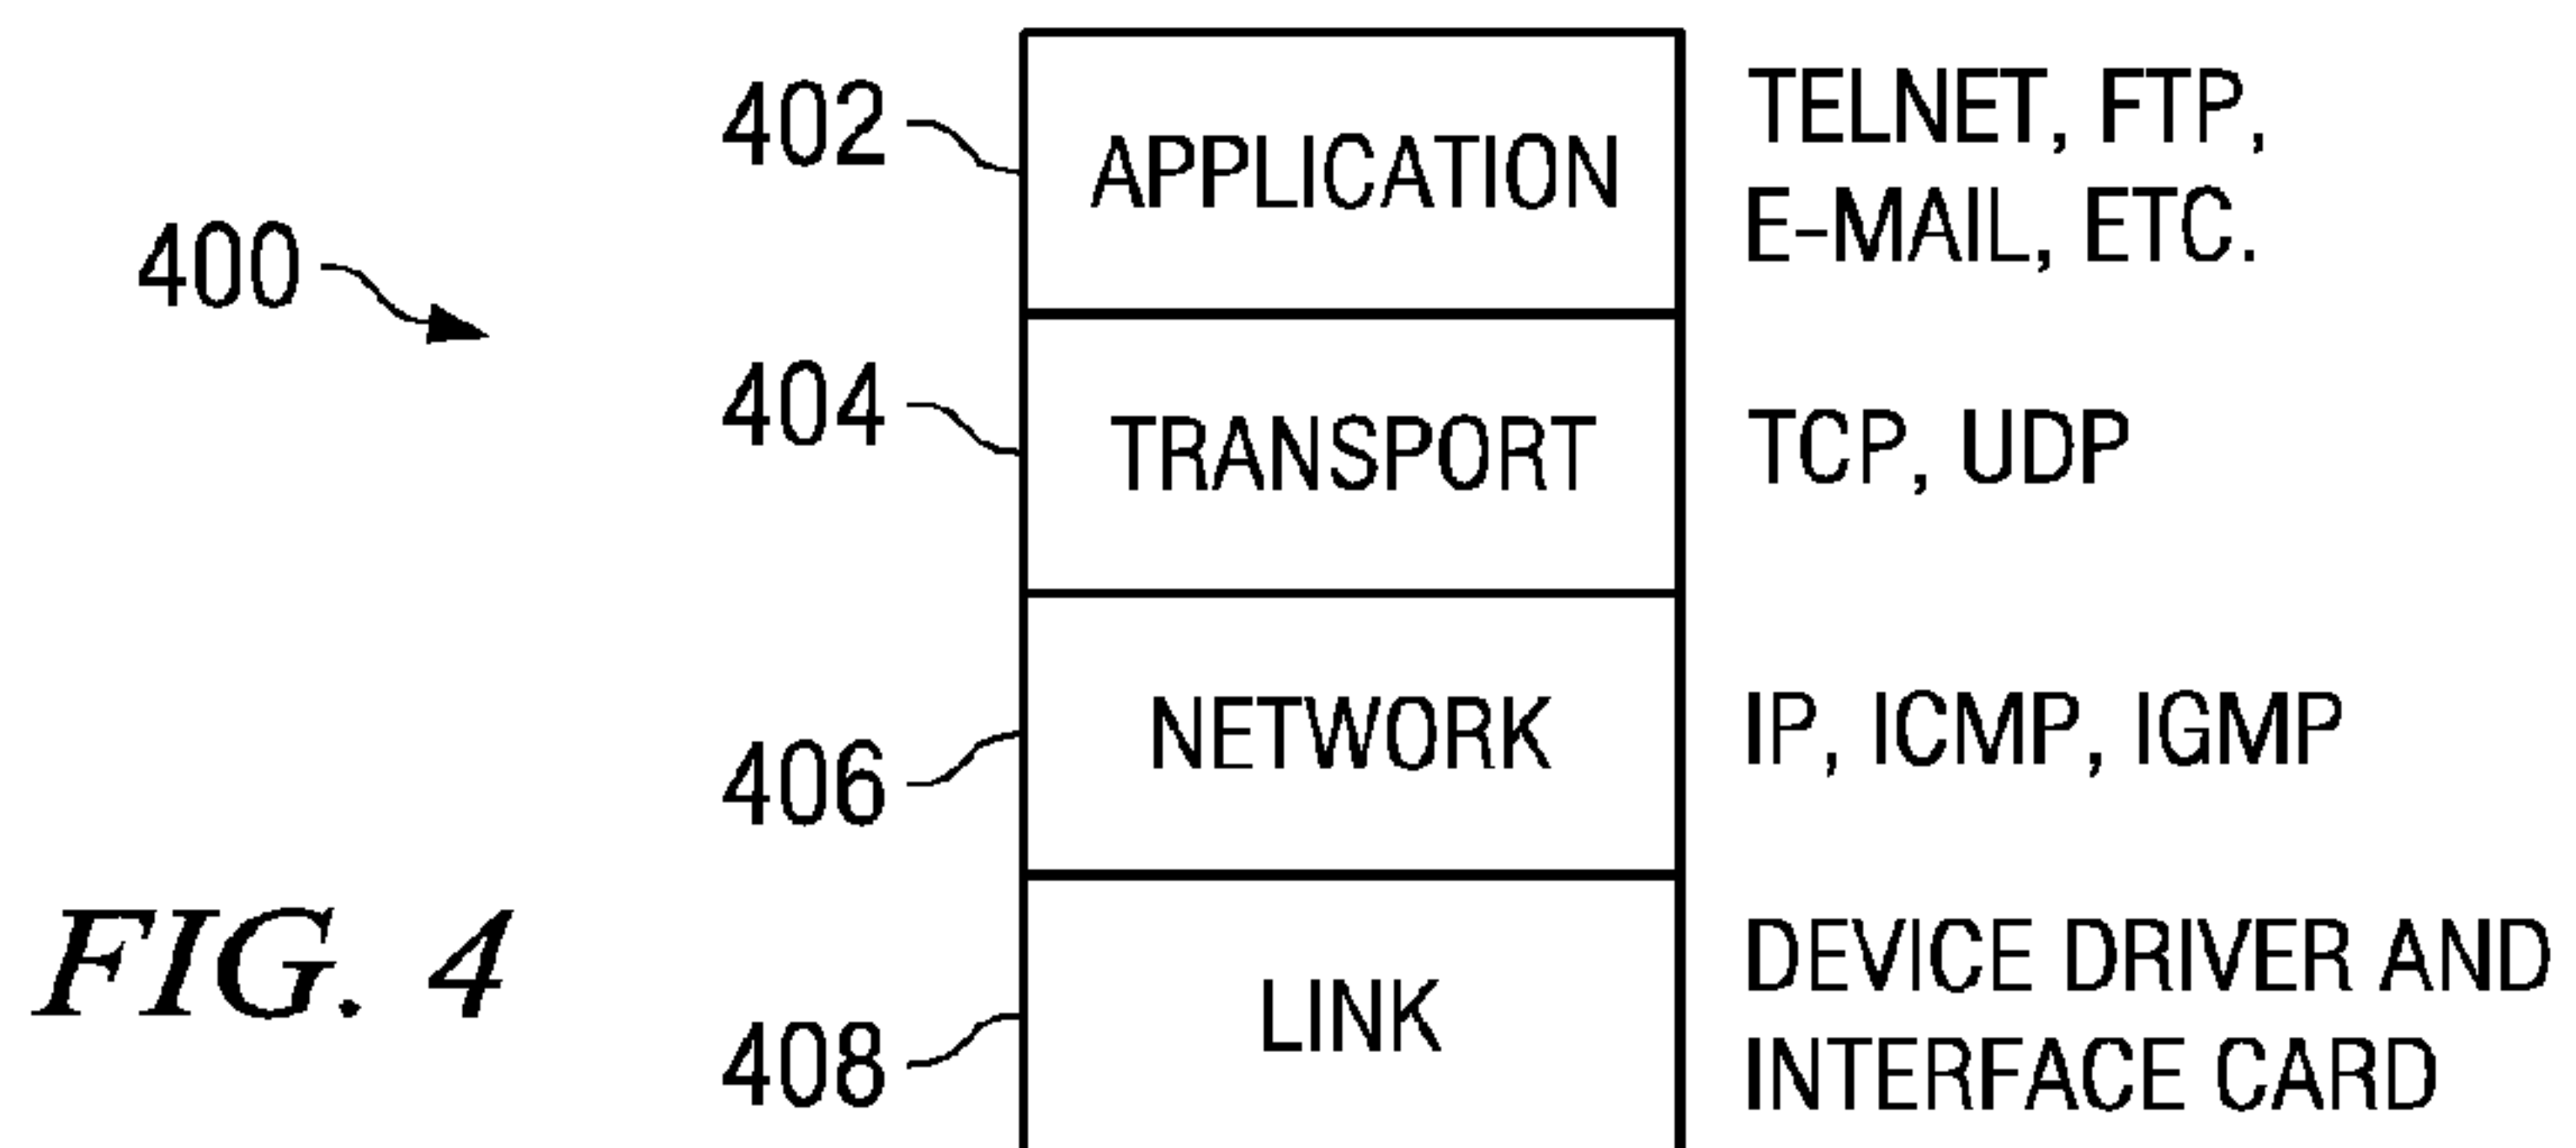 402
APPLICATION
TELNET, FTP,
E-MAIL, ETC.
400
404
TRANSPORT
TCP, UDP
406
NETWORK
IP, ICMP, IGMP
FIG. 4
408
LINK
DEVICE DRIVER AND
INTERFACE CARD